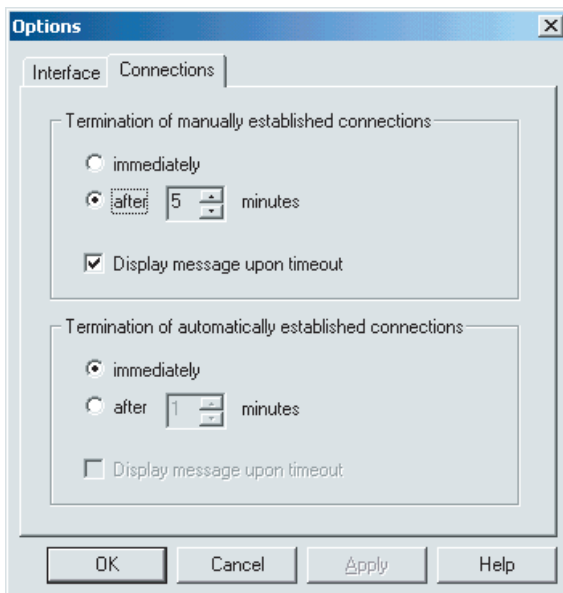 Options
Interface Connections
Termination of manually established connections
immediately
after 5 minutes
Display message upon timeout
Termination of automatically established connections
immediately
after 1 minutes
Display message upon timeout
OK Cancel Apply Help